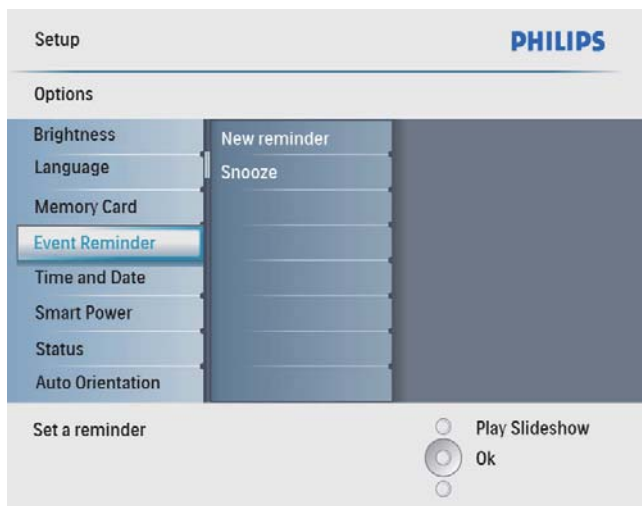 Setup
PHILIPS
Options
Brightness
Language
Memory Card
Event Reminder
Time and Date
Smart Power
Status
Auto Orientation
New reminder
Snooze
Set a reminder
Play Slideshow
Ok